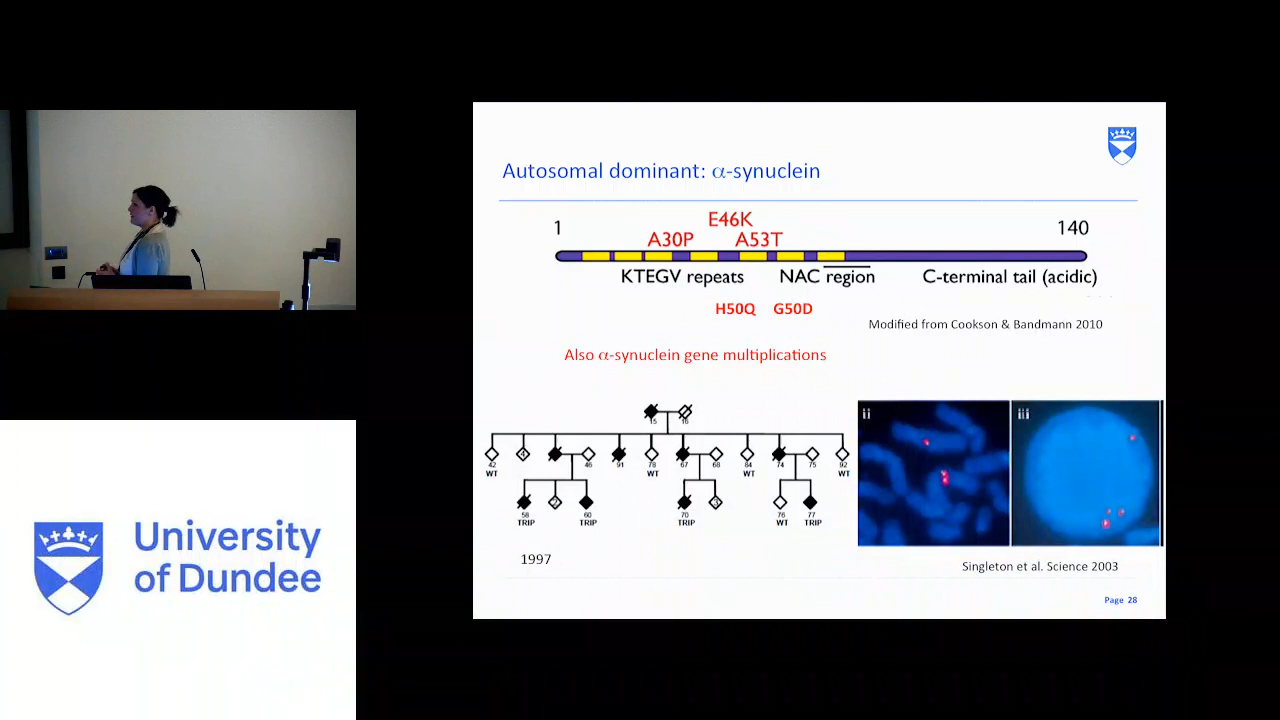 Autosomal dominant: α-synuclein
E46K
1 A30P A53T 140
KTEGV repeats NAC region C-terminal tail (acidic)
H50Q G50D
Modified from Cookson & Bandmann 2010
Also α-synuclein gene multiplications
ii iii
15 16
42 4 46 91 78 67 68 84 74 75 92
WT WT WT WT
58 2 60 70 3 76 77
TRIP TRIP TRIP WT TRIP
1997
Singleton et al. Science 2003
Page 28
University
of Dundee